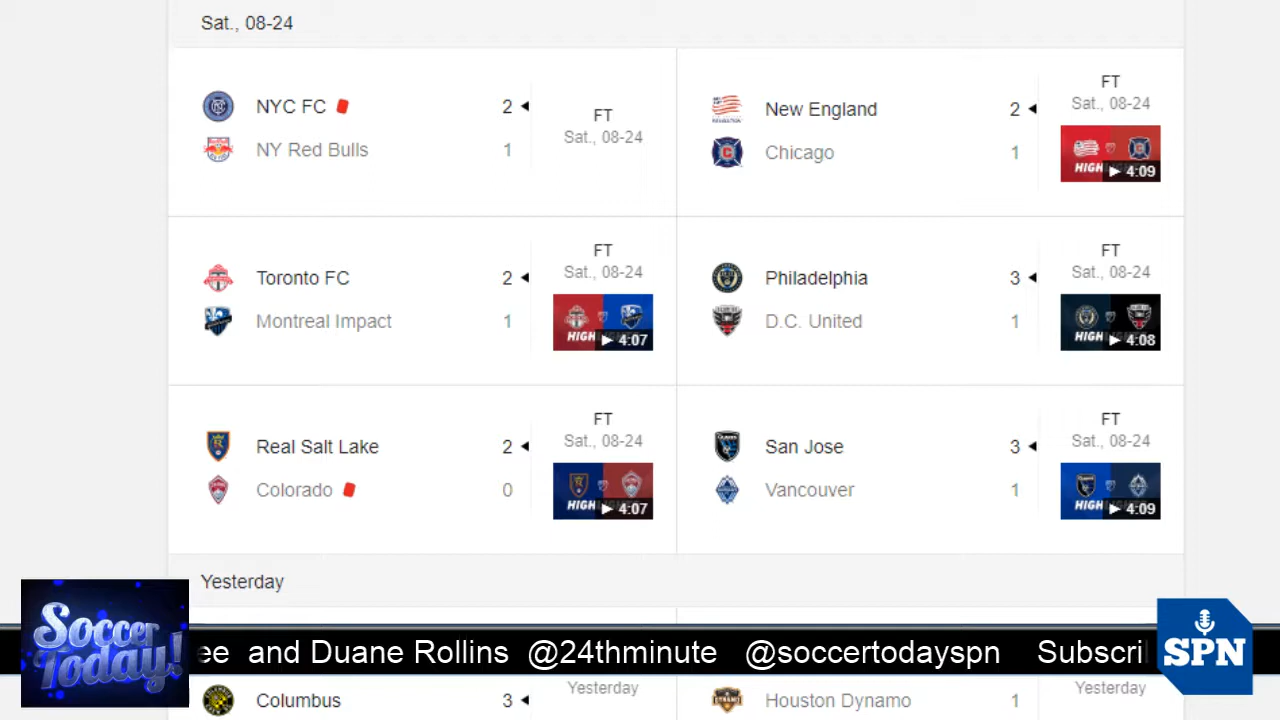 Sat., 08-24
NYC FC 2
NY Red Bulls 1
FT
Sat., 08-24
New England 2
Chicago 1
FT
Sat., 08-24
HIGH 4:09
Toronto FC 2
Montreal Impact 1
FT
Sat., 08-24
HIGHL 4:07
Philadelphia 3
D.C. United 1
FT
Sat., 08-24
HIGHL 4:08
Real Salt Lake 2
Colorado 0
FT
Sat., 08-24
HIGHL 4:07
San Jose 3
Vancouver 1
FT
Sat., 08-24
HIGHL 4:09
Yesterday
Soccer
Today!
ee and Duane Rollins @24thminute @soccertodayspn Subscri
SPN
Columbus 3
Yesterday
Houston Dynamo 1
Yesterday